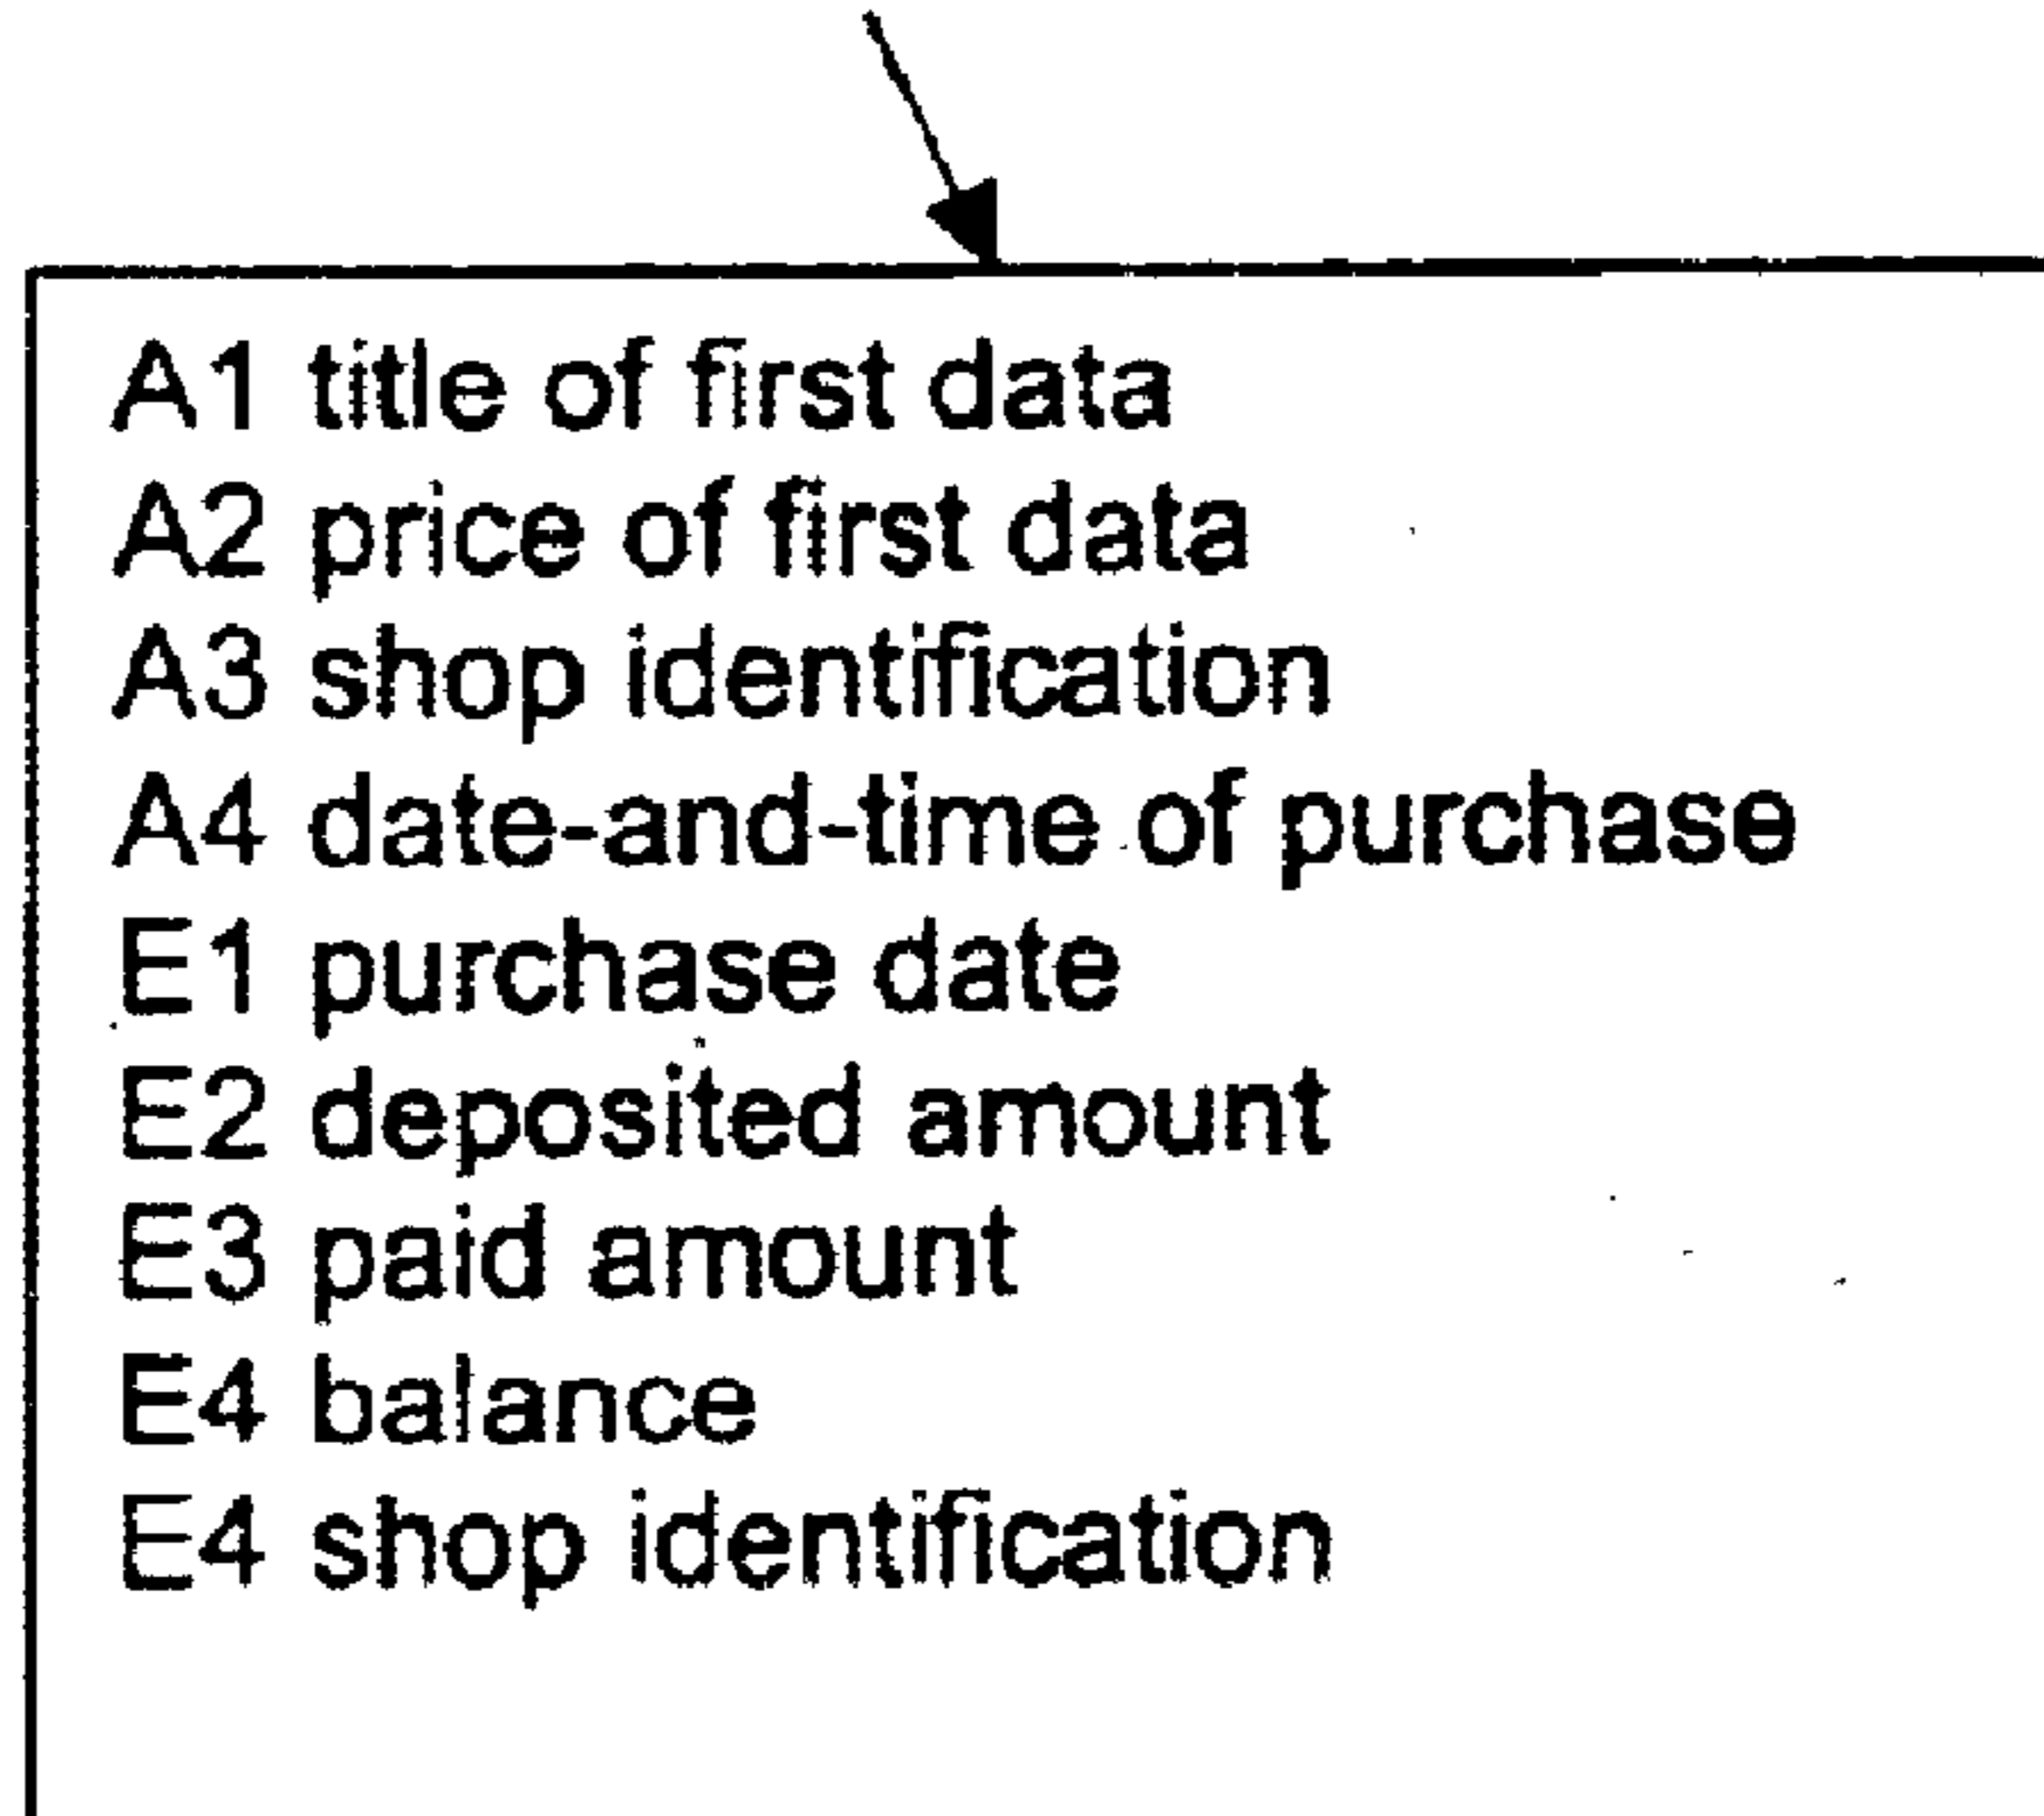 A1 title of first data
A2 price of first data
A3 shop identification
A4 date-and-time of purchase
E1 purchase date
E2 deposited amount
E3 paid amount
E4 balance
E4 shop identification